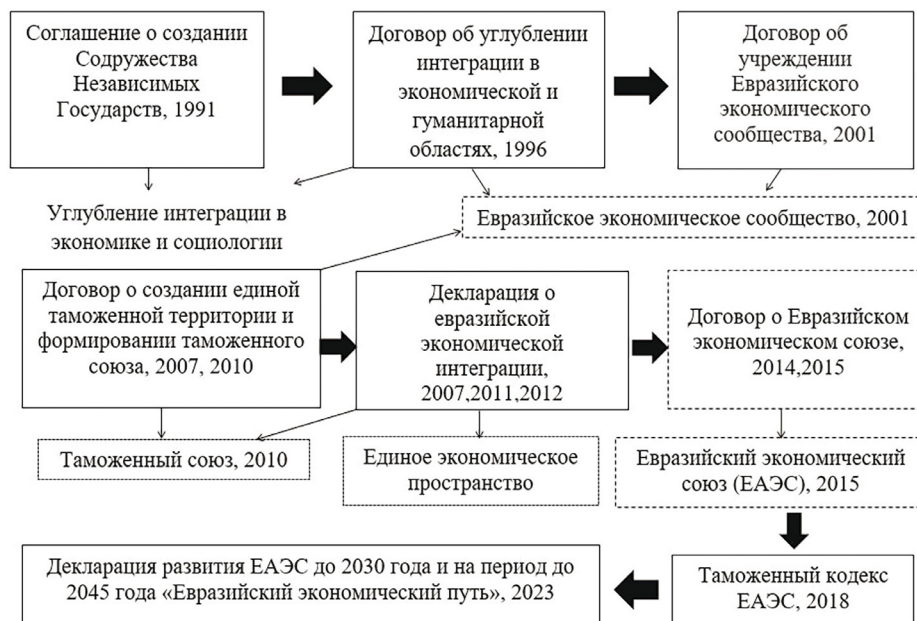 Соглашение о создании
Содружества
Независимых
Государств, 1991
Договор об углублении
интеграции в
экономической и
гуманитарной
областях, 1996
Договор об
учреждении
Евразийского
экономического
сообщества, 2001
Углубление интеграции в
экономике и социологии
Евразийское экономическое сообщество, 2001
Договор о создании единой
таможенной территории и
формировании таможенного
союза, 2007, 2010
Декларация о
евразийской
экономической
интеграции,
2007,2011,2012
Договор о Евразийском
экономическом союзе,
2014,2015
Таможенный союз, 2010
Единое экономическое
пространство
Евразийский экономический
союз (ЕАЭС), 2015
Декларация развития ЕАЭС до 2030 года и на период до
2045 года «Евразийский экономический путь», 2023
Таможенный кодекс
ЕАЭС, 2018